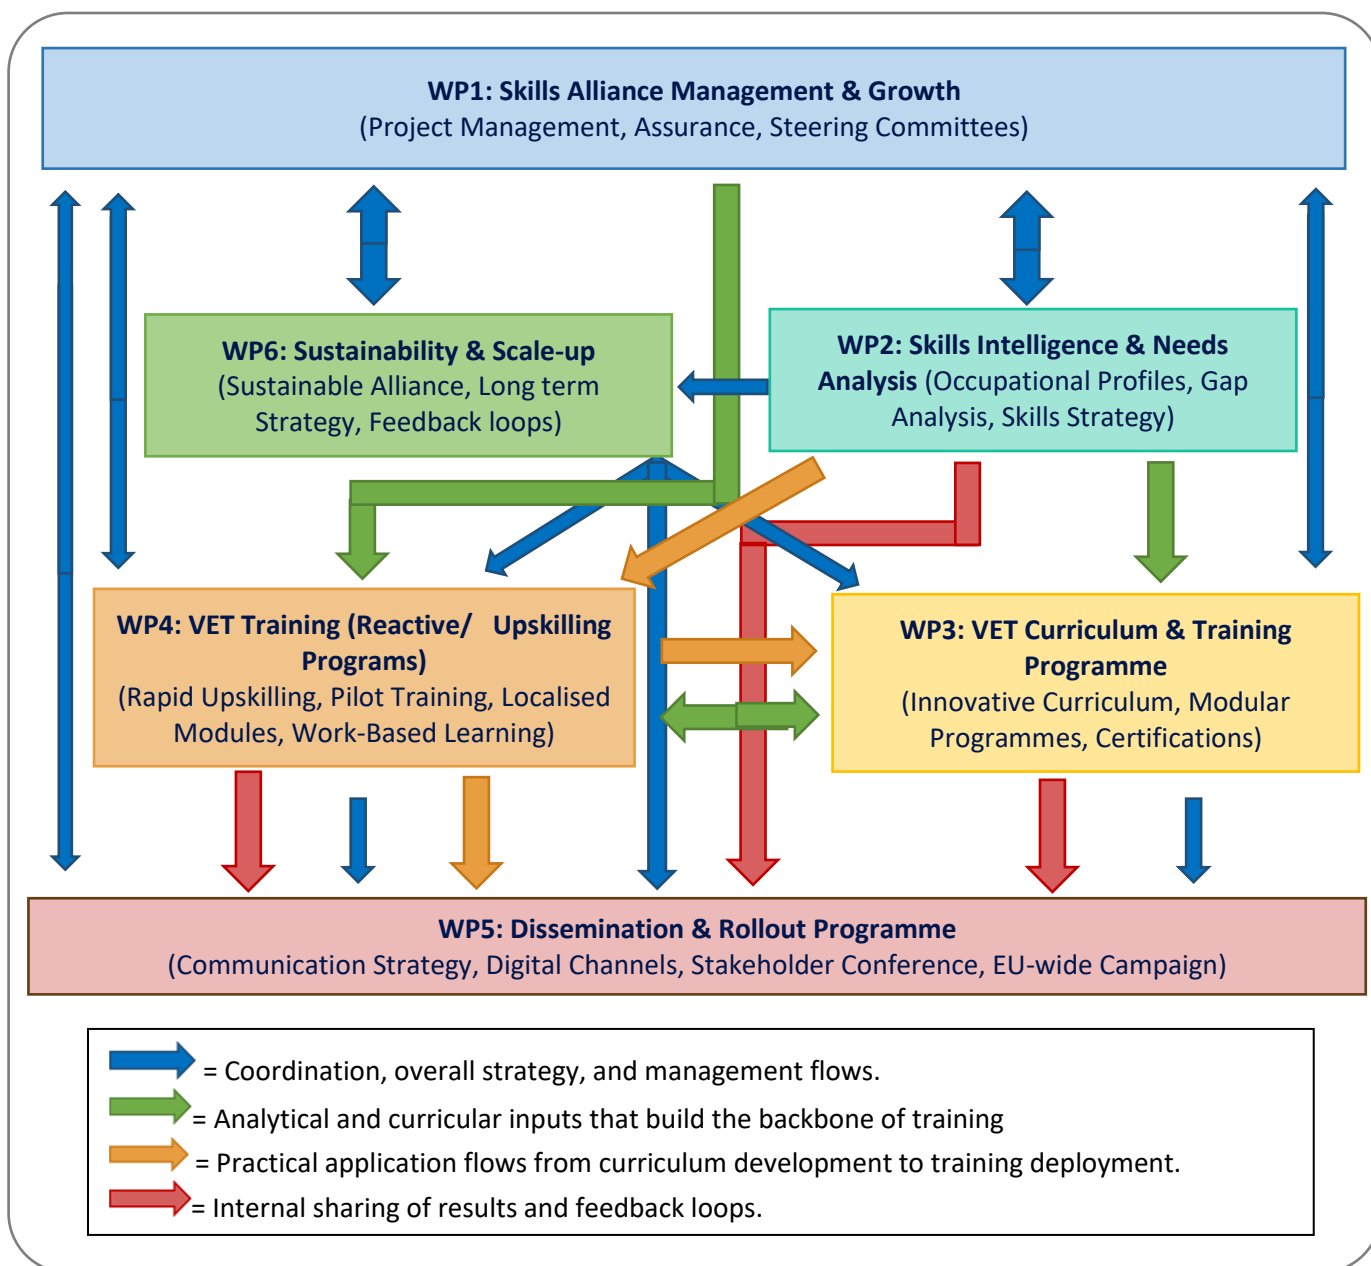 WP1: Skills Alliance Management & Growth
(Project Management, Assurance, Steering Committees)
WP6: Sustainability & Scale-up
(Sustainable Alliance, Long term
Strategy, Feedback loops)
WP2: Skills Intelligence & Needs
Analysis (Occupational Profiles, Gap
Analysis, Skills Strategy)
WP4: VET Training (Reactive/ Upskilling
Programs)
(Rapid Upskilling, Pilot Training, Localised
Modules, Work-Based Learning)
WP3: VET Curriculum & Training
Programme
(Innovative Curriculum, Modular
Programmes, Certifications)
WP5: Dissemination & Rollout Programme
(Communication Strategy, Digital Channels, Stakeholder Conference, EU-wide Campaign)
= Coordination, overall strategy, and management flows.
= Analytical and curricular inputs that build the backbone of training
= Practical application flows from curriculum development to training deployment.
= Internal sharing of results and feedback loops.